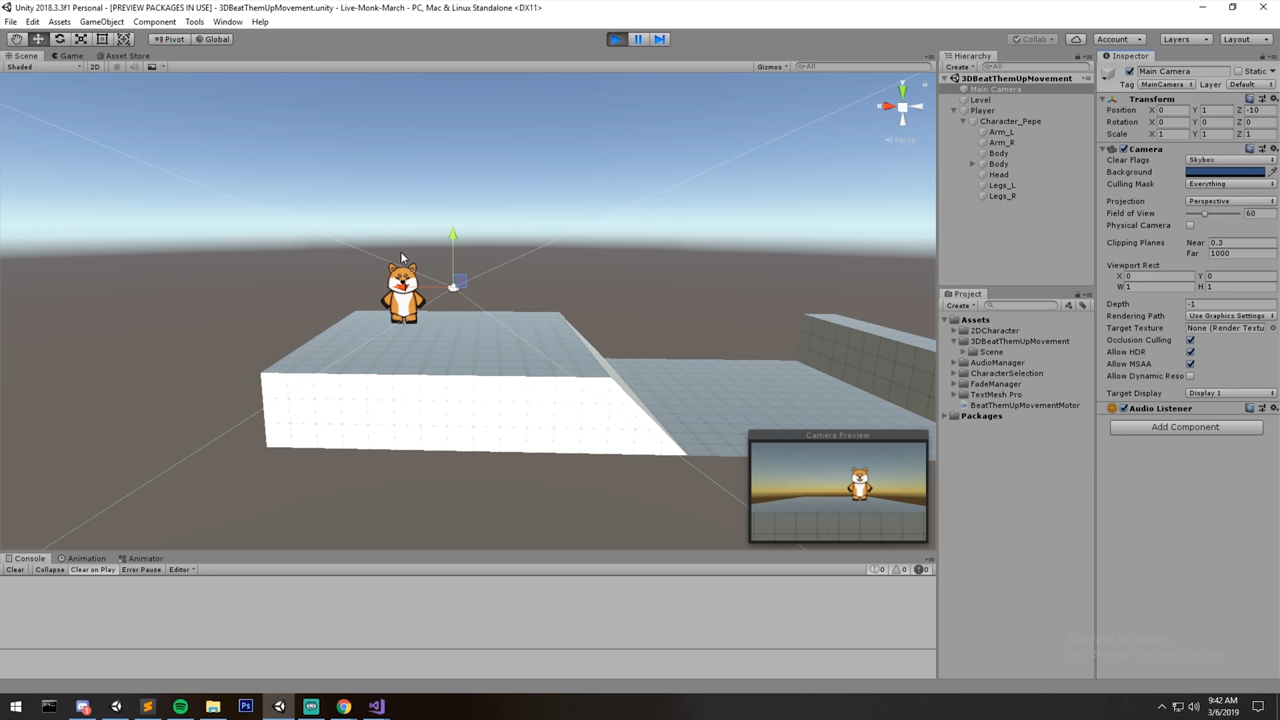 Unity 2018.3.3f1 Personal - [PREVIEW PACKAGES IN USE] - 3DBeatThemUpMovement.unity - Live-Monk-March - PC, Mac & Linux Standalone <DX11>
File Edit Assets GameObject Component Tools Window Help
Pivot Global Collab Account Layers Layout
Scene Game Asset Store
Shaded 2D Gizmos All
y
Persp
Camera Preview
Console Animation Animator
Clear Collapse Clear on Play Error Pause Editor 0 0 0
Hierarchy
Create All
3DBeatThemUpMovement
Main Camera
Level
Player
Character_Pepe
Arm_L
Arm_R
Body
Body
Head
Legs_L
Legs_R
Project
Create
Assets
2DCharacter
3DBeatThemUpMovement
Scene
AudioManager
CharacterSelection
FadeManager
TextMesh Pro
BeatThemUpMovementMotor
Packages
Inspector
Main Camera Static
Tag MainCamera Layer Default
Transform
Position X 0 Y 1 Z -10
Rotation X 0 Y 0 Z 0
Scale X 1 Y 1 Z 1
Camera
Clear Flags Skybox
Background
Culling Mask Everything
Projection Perspective
Field of View 60
Physical Camera
Clipping Planes Near 0.3
Far 1000
Viewport Rect
X 0 Y 0
W 1 H 1
Depth -1
Rendering Path Use Graphics Settings
Target Texture None (Render Textu
Occlusion Culling
Allow HDR
Allow MSAA
Allow Dynamic Reso
Target Display Display 1
Audio Listener
Add Component
Activate Windows
9:42 AM
3/6/2019